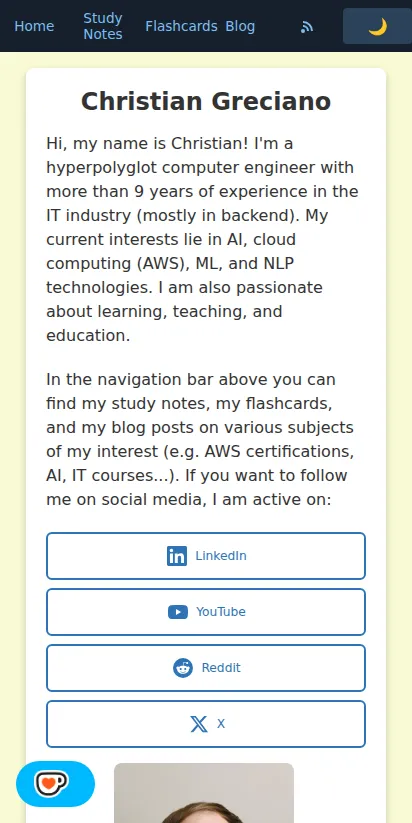 Home
Study
Notes
Flashcards
Blog
Christian Greciano
Hi, my name is Christian! I'm a
hyperpolyglot computer engineer with
more than 9 years of experience in the
IT industry (mostly in backend). My
current interests lie in AI, cloud
computing (AWS), ML, and NLP
technologies. I am also passionate
about learning, teaching, and
education.
In the navigation bar above you can
find my study notes, my flashcards,
and my blog posts on various subjects
of my interest (e.g. AWS certifications,
AI, IT courses...). If you want to follow
me on social media, I am active on:
LinkedIn
YouTube
Reddit
X